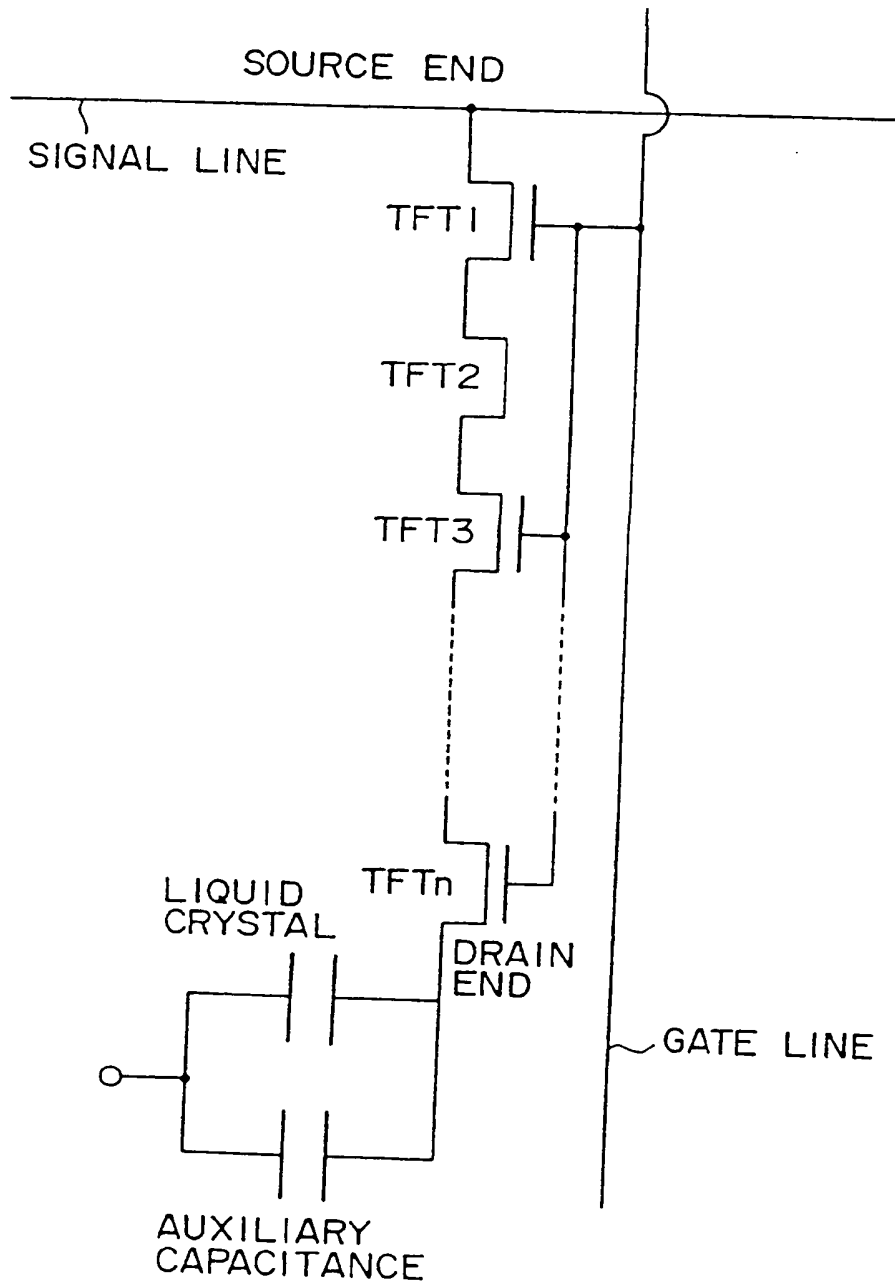 SOURCE END
SIGNAL LINE
TFT1
TFT2
TFT3
TFTn
LIQUID
CRYSTAL
DRAIN
END
GATE LINE
AUXILIARY
CAPACITANCE